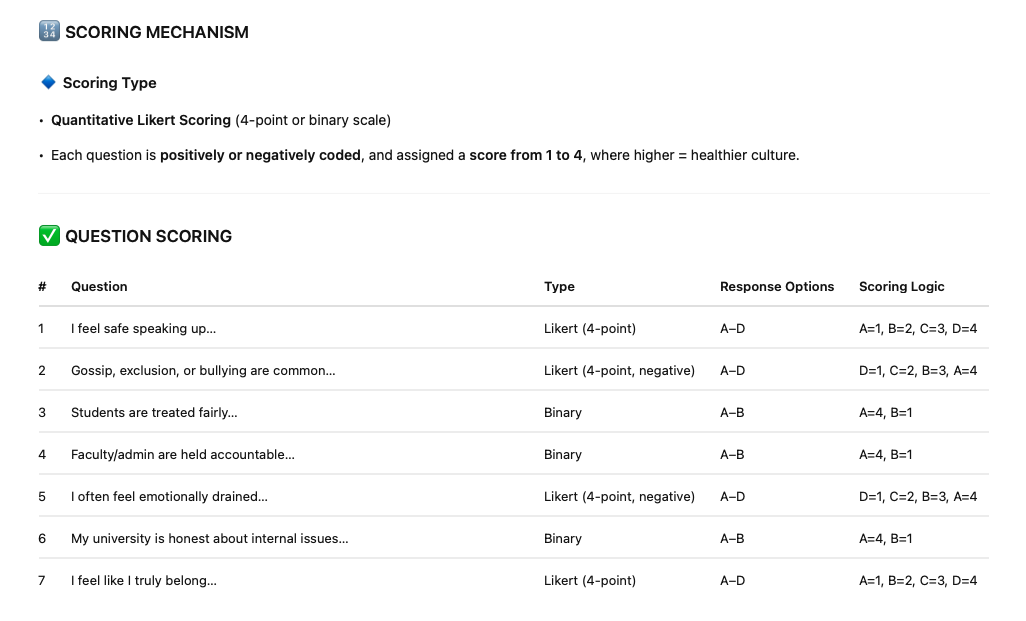 🔢 SCORING MECHANISM
🔹 Scoring Type
• Quantitative Likert Scoring (4-point or binary scale)
• Each question is positively or negatively coded, and assigned a score from 1 to 4, where higher = healthier culture.
✅ QUESTION SCORING
# Question Type Response Options Scoring Logic
1 I feel safe speaking up... Likert (4-point) A–D A=1, B=2, C=3, D=4
2 Gossip, exclusion, or bullying are common... Likert (4-point, negative) A–D D=1, C=2, B=3, A=4
3 Students are treated fairly... Binary A–B A=4, B=1
4 Faculty/admin are held accountable... Binary A–B A=4, B=1
5 I often feel emotionally drained... Likert (4-point, negative) A–D D=1, C=2, B=3, A=4
6 My university is honest about internal issues... Binary A–B A=4, B=1
7 I feel like I truly belong... Likert (4-point) A–D A=1, B=2, C=3, D=4